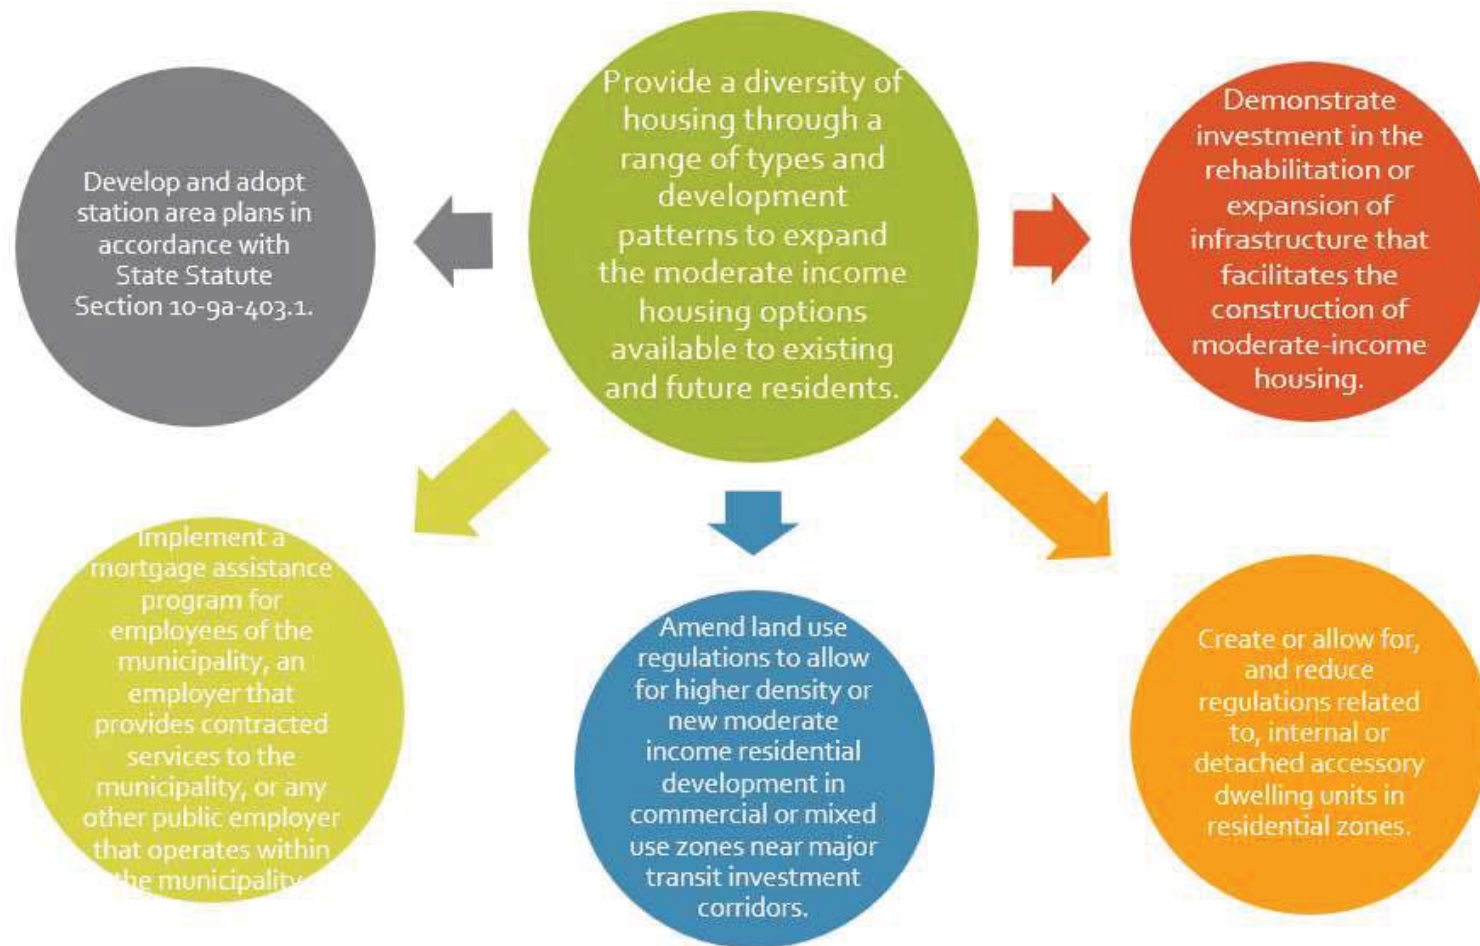 Provide a diversity of
housing through a
range of types and
development
patterns to expand
the moderate income
housing options
available to existing
and future residents.
Develop and adopt
station area plans in
accordance with
State Statute
Section 10-9a-403.1.
Demonstrate
investment in the
rehabilitation or
expansion of
infrastructure that
facilitates the
construction of
moderate-income
housing.
Implement a
mortgage assistance
program for
employees of the
municipality, an
employer that
provides contracted
services to the
municipality, or any
other public employer
that operates within
the municipality
Amend land use
regulations to allow
for higher density or
new moderate
income residential
development in
commercial or mixed
use zones near major
transit investment
corridors.
Create or allow for,
and reduce
regulations related
to, internal or
detached accessory
dwelling units in
residential zones.